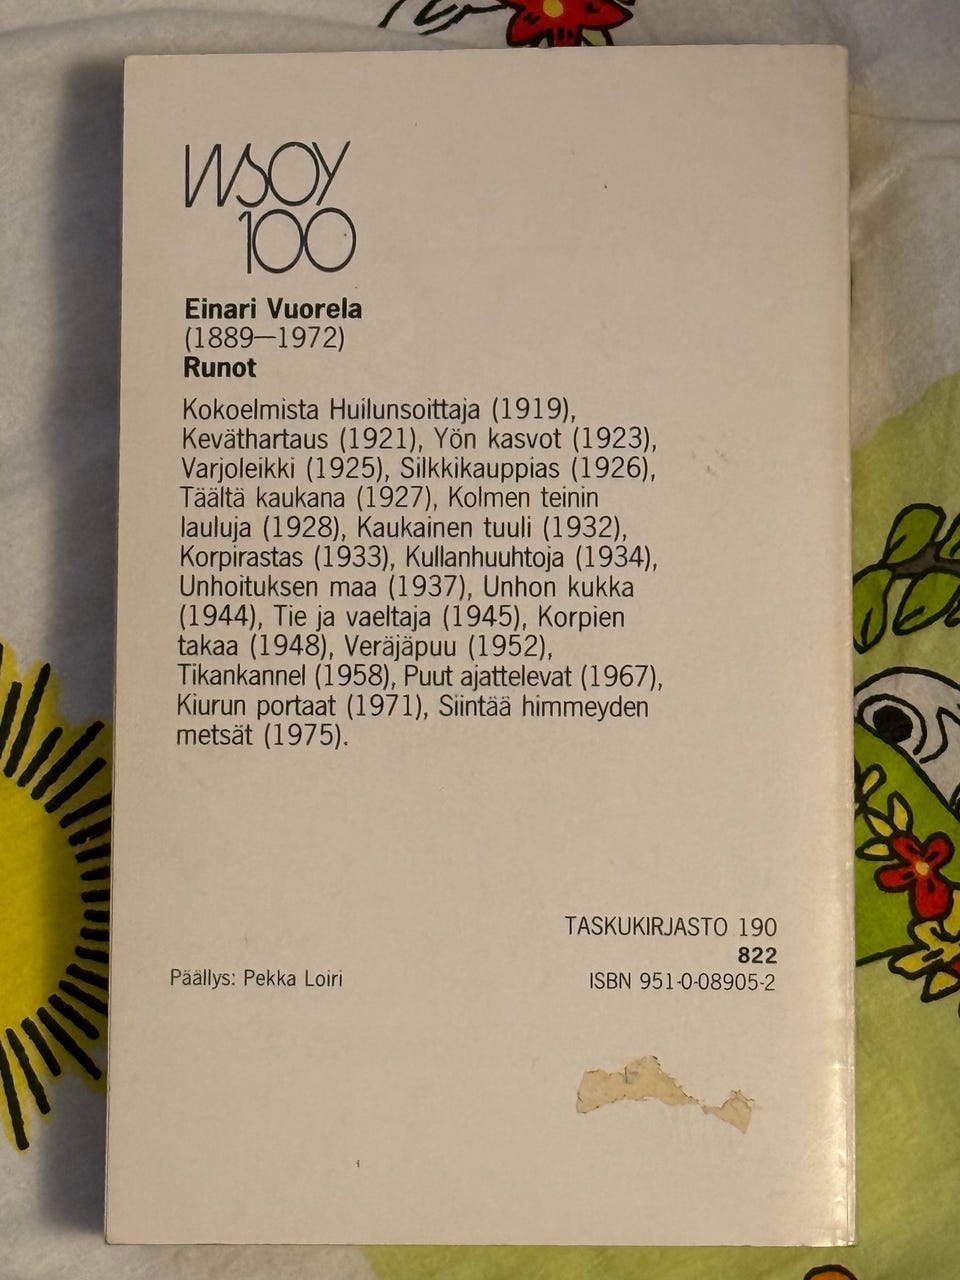 WSOY
100
Einari Vuorela
(1889—1972)
Runot
Kokoelmista Huilunsoittaja (1919),
Keväthartaus (1921), Yön kasvot (1923),
Varjoleikki (1925), Silkkikauppias (1926),
Täältä kaukana (1927), Kolmen teinin
lauluja (1928), Kaukainen tuuli (1932),
Korpirastas (1933), Kullanhuuhtoja (1934),
Unhoituksen maa (1937), Unhon kukka
(1944), Tie ja vaeltaja (1945), Korpien
takaa (1948), Veräjäpuu (1952),
Tikankannel (1958), Puut ajattelevat (1967),
Kiurun portaat (1971), Siintää himmeyden
metsät (1975).
TASKUKIRJASTO 190
822
ISBN 951-0-08905-2
Päällys: Pekka Loiri